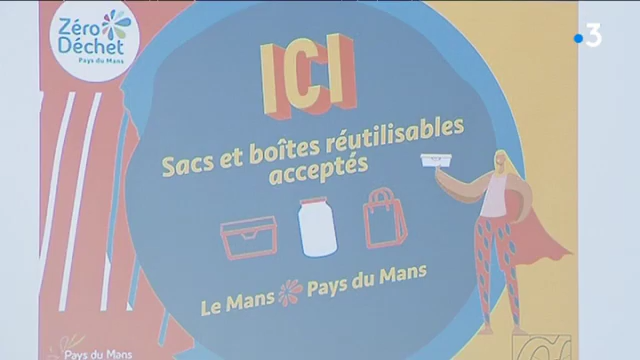 Zéro
Déchet
Pays du Mans
3
ICI
Sacs et boîtes réutilisables
acceptés
Le Mans Pays du Mans
Pays du Mans